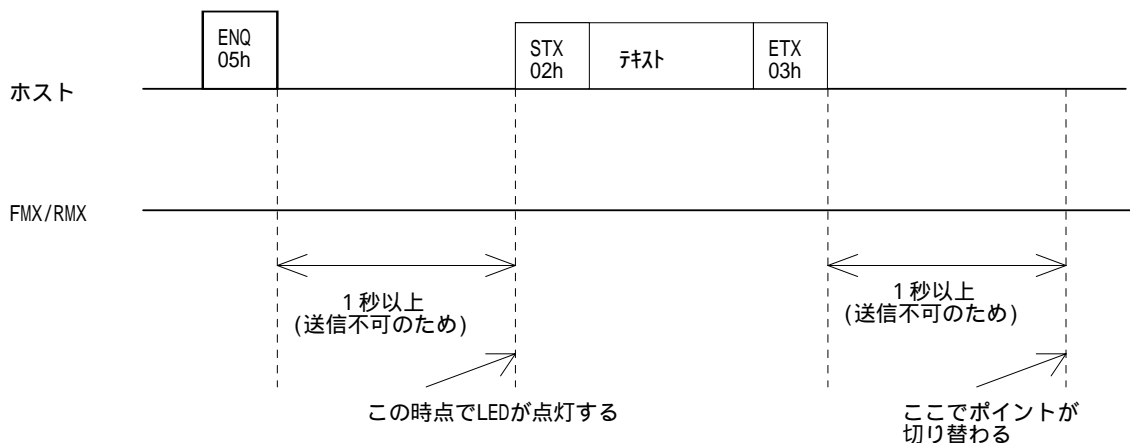 ENQ
05h
STX
02h
ﾃｷｽﾄ
ETX
03h
ホスト
FMX/RMX
1秒以上
(送信不可のため)
1秒以上
(送信不可のため)
この時点でLEDが点灯する
ここでポイントが
切り替わる